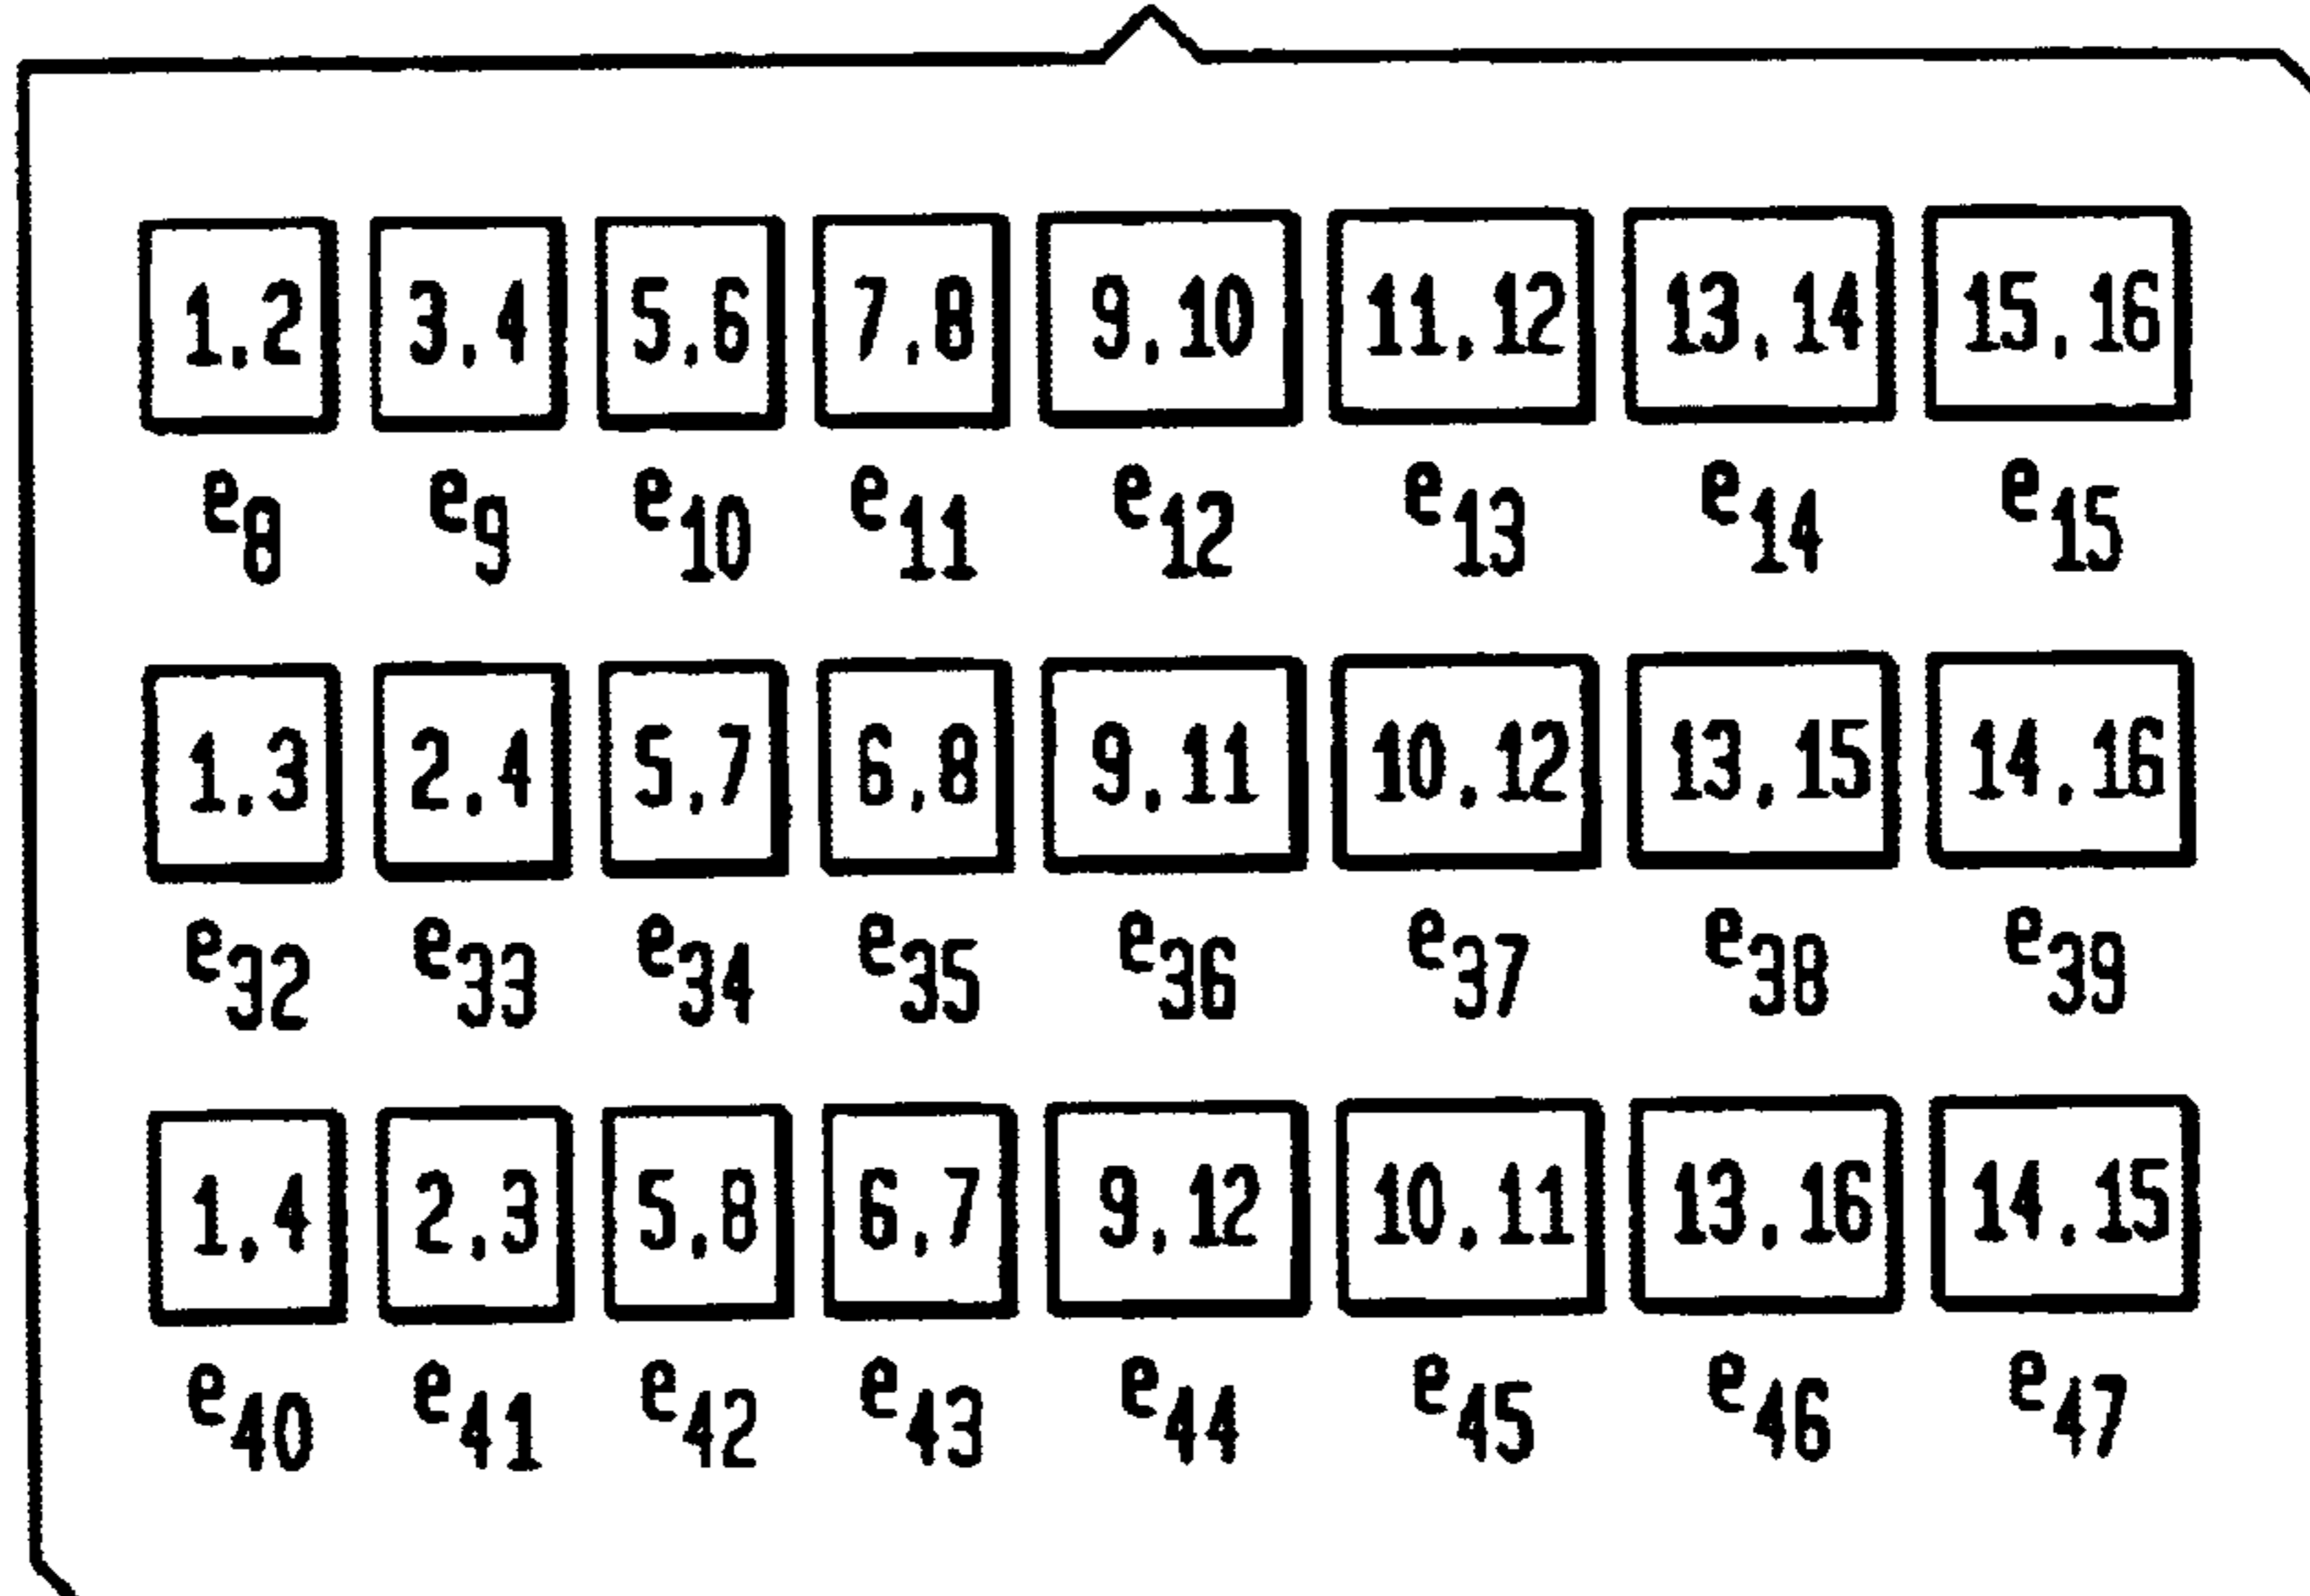 1,2 3,4 5,6 7,8 9,10 11,12 13,14 15,16
e8 e9 e10 e11 e12 e13 e14 e15
1,3 2,4 5,7 6,8 9,11 10,12 13,15 14,16
e32 e33 e34 e35 e36 e37 e38 e39
1,4 2,3 5,8 6,7 9,12 10,11 13,16 14,15
e40 e41 e42 e43 e44 e45 e46 e47